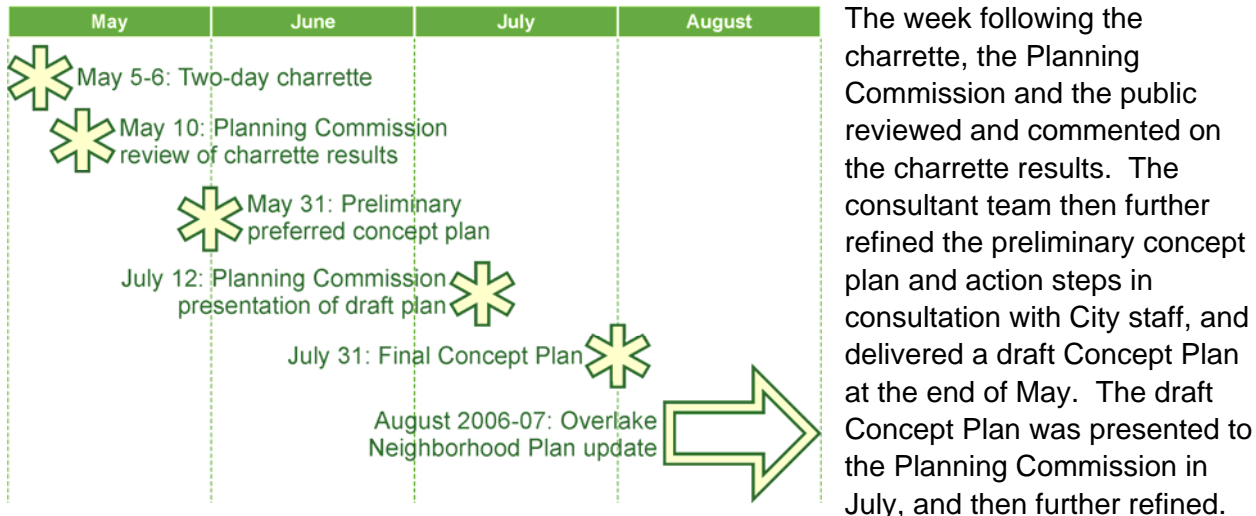 May June July August
May 5-6: Two-day charrette
May 10: Planning Commission
review of charrette results
May 31: Preliminary
preferred concept plan
July 12: Planning Commission
presentation of draft plan
July 31: Final Concept Plan
August 2006-07: Overlake
Neighborhood Plan update
The week following the
charrette, the Planning
Commission and the public
reviewed and commented on
the charrette results. The
consultant team then further
refined the preliminary concept
plan and action steps in
consultation with City staff, and
delivered a draft Concept Plan
at the end of May. The draft
Concept Plan was presented to
the Planning Commission in
July, and then further refined.